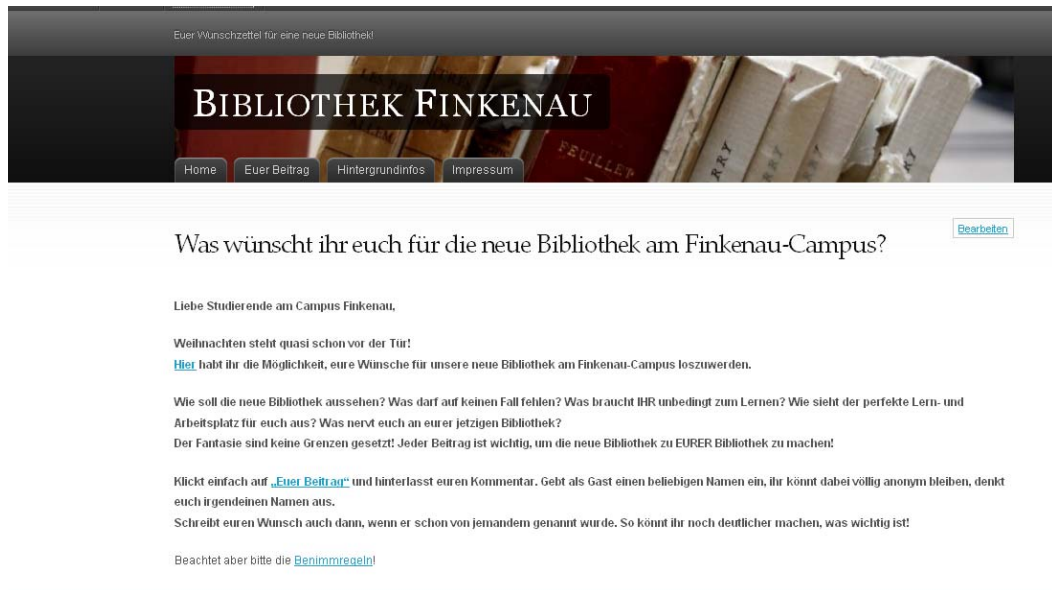 Euer Wunschzettel für eine neue Bibliothek!
BIBLIOTHEK FINKENAU
FEUILLET
Home Euer Beitrag Hintergrundinfos Impressum
Bearbeiten
Was wünscht ihr euch für die neue Bibliothek am Finkenau-Campus?
Liebe Studierende am Campus Finkenau,
Weihnachten steht quasi schon vor der Tür!
Hier habt ihr die Möglichkeit, eure Wünsche für unsere neue Bibliothek am Finkenau-Campus loszuwerden.
Wie soll die neue Bibliothek aussehen? Was darf auf keinen Fall fehlen? Was braucht IHR unbedingt zum Lernen? Wie sieht der perfekte Lern- und
Arbeitsplatz für euch aus? Was nervt euch an eurer jetzigen Bibliothek?
Der Fantasie sind keine Grenzen gesetzt! Jeder Beitrag ist wichtig, um die neue Bibliothek zu EURER Bibliothek zu machen!
Klickt einfach auf „Euer Beitrag“ und hinterlasst euren Kommentar. Gebt als Gast einen beliebigen Namen ein, ihr könnt dabei völlig anonym bleiben, denkt
euch irgendeinen Namen aus.
Schreibt euren Wunsch auch dann, wenn er schon von jemandem genannt wurde. So könnt ihr noch deutlicher machen, was wichtig ist!
Beachtet aber bitte die Benimmregeln!